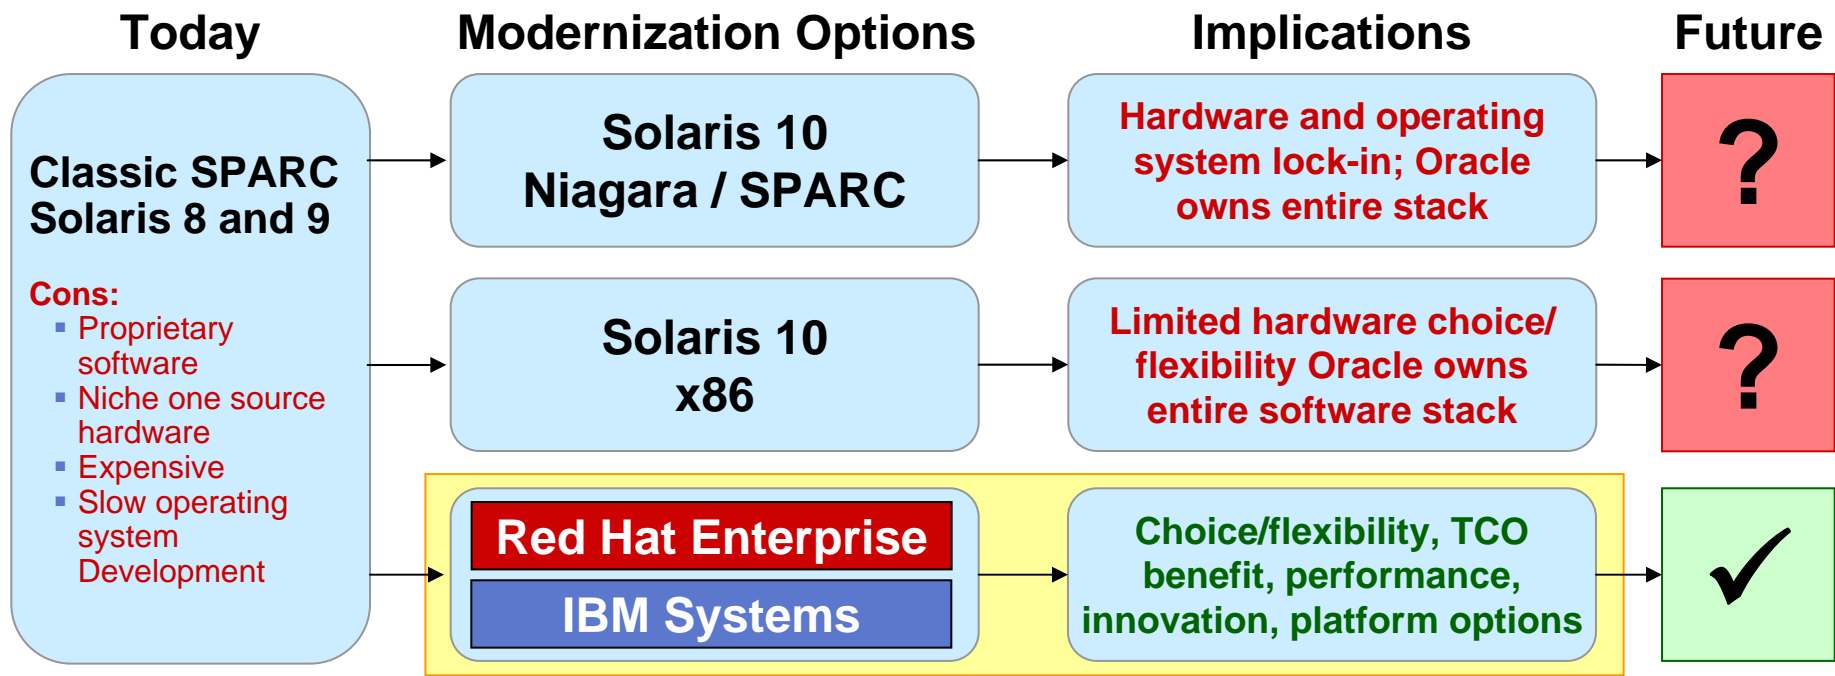 Today
Modernization Options
Implications
Future
Classic SPARC
Solaris 8 and 9
Cons:
Proprietary
software
Niche one source
hardware
Expensive
Slow operating
system
Development
Solaris 10
Niagara / SPARC
Hardware and operating
system lock-in; Oracle
owns entire stack
?
Solaris 10
x86
Limited hardware choice/
flexibility Oracle owns
entire software stack
?
Red Hat Enterprise
IBM Systems
Choice/flexibility, TCO
benefit, performance,
innovation, platform options